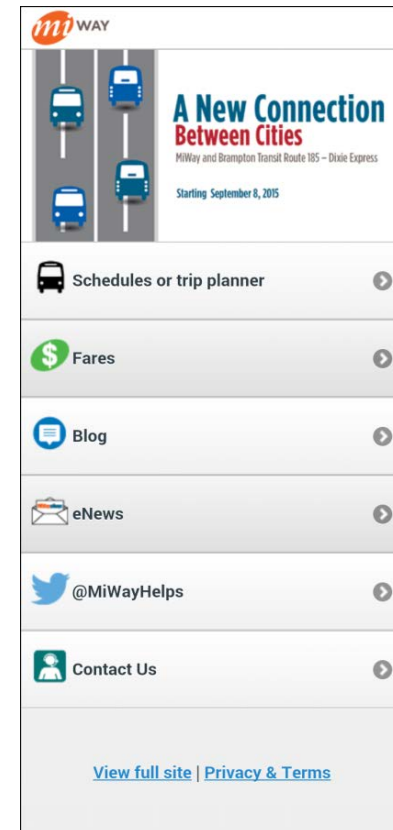 mi WAY
A New Connection
Between Cities
MiWay and Brampton Transit Route 185 – Dixie Express
Starting September 8, 2015
Schedules or trip planner
$ Fares
Blog
eNews
@MiWayHelps
Contact Us
View full site | Privacy & Terms